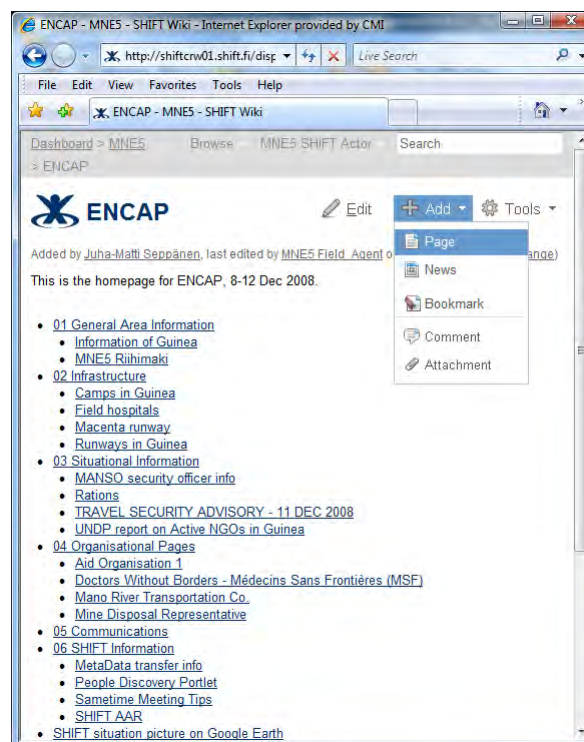 ENCAP - MNE5 - SHIFT Wiki - Internet Explorer provided by CMI
http://shiftcrw01.shift.fi/disp Live Search
File Edit View Favorites Tools Help
ENCAP - MNE5 - SHIFT Wiki
Dashboard > MNE5 Browse MNE5 SHIFT Actor Search
> ENCAP
ENCAP Edit Add Tools
Page
Added by Juha-Matti Seppänen, last edited by MNE5 Field_Agent o ange)
News
This is the homepage for ENCAP, 8-12 Dec 2008.
Bookmark
01 General Area Information
Comment
Information of Guinea
MNE5 Riihimaki
Attachment
02 Infrastructure
Camps in Guinea
Field hospitals
Macenta runway
Runways in Guinea
03 Situational Information
MANSO security officer info
Rations
TRAVEL SECURITY ADVISORY - 11 DEC 2008
UNDP report on Active NGOs in Guinea
04 Organisational Pages
Aid Organisation 1
Doctors Without Borders - Médecins Sans Frontières (MSF)
Mano River Transportation Co.
Mine Disposal Representative
05 Communications
06 SHIFT Information
MetaData transfer info
People Discovery Portlet
Sametime Meeting Tips
SHIFT AAR
SHIFT situation picture on Google Earth